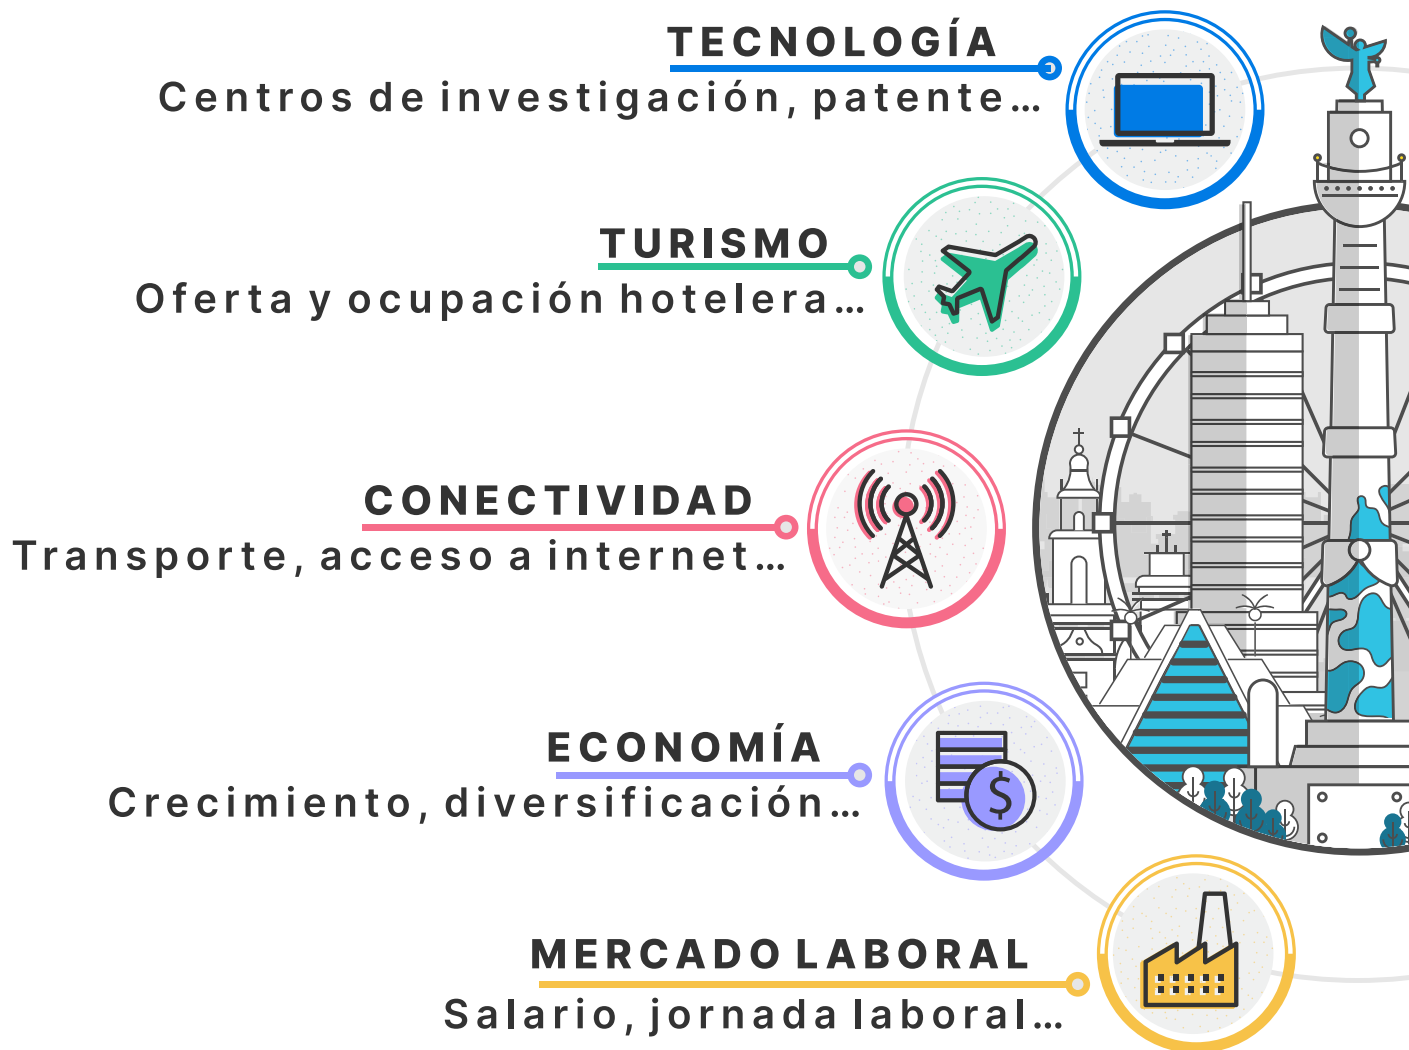 TECNOLOGÍA
Centros de investigación, patente…
TURISMO
Oferta y ocupación hotelera…
CONECTIVIDAD
Transporte, acceso a internet…
ECONOMÍA
Crecimiento, diversificación…
$
MERCADO LABORAL
Salario, jornada laboral…